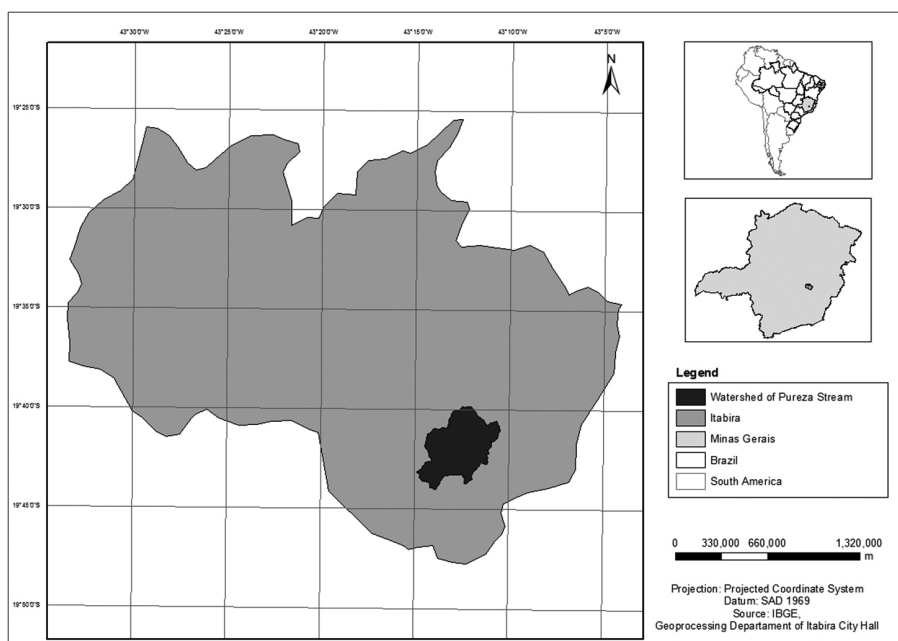 43°30'0"W 43°20'0"W 43°15'0"W 43°10'0"W 43°5'0"W
N
19°25'0"S
19°30'0"S
19°35'0"S
19°40'0"S
19°45'0"S
19°50'0"S
Legend
Watershed of Pureza Stream
Itabira
Minas Gerais
Brazil
South America
0 330,000 660,000 1,320,000
m
Projection: Projected Coordinate System
Datum: SAD 1969
Source: IBGE,
Geoprocessing Departament of Itabira City Hall